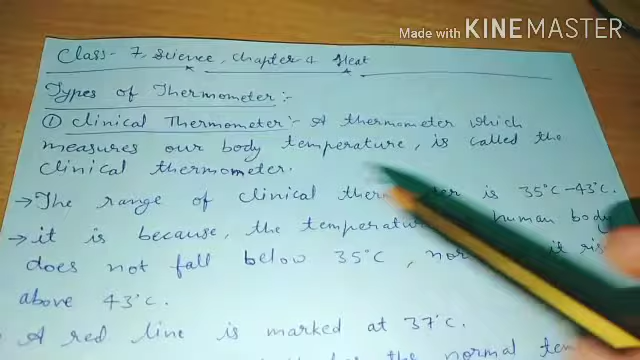 Made with KINEMASTER
Class- 7, Science, Chapter 4 Heat
Types of Thermometer:-
① Clinical Thermometer:- A thermometer which
measures our body temperature, is called the
clinical thermometer.
→ The range of clinical is 35°C-43°C.
→ it is because, the human body
does not fall below 35°C, it
above 43°C.
A red line is marked at 37°C.
the normal